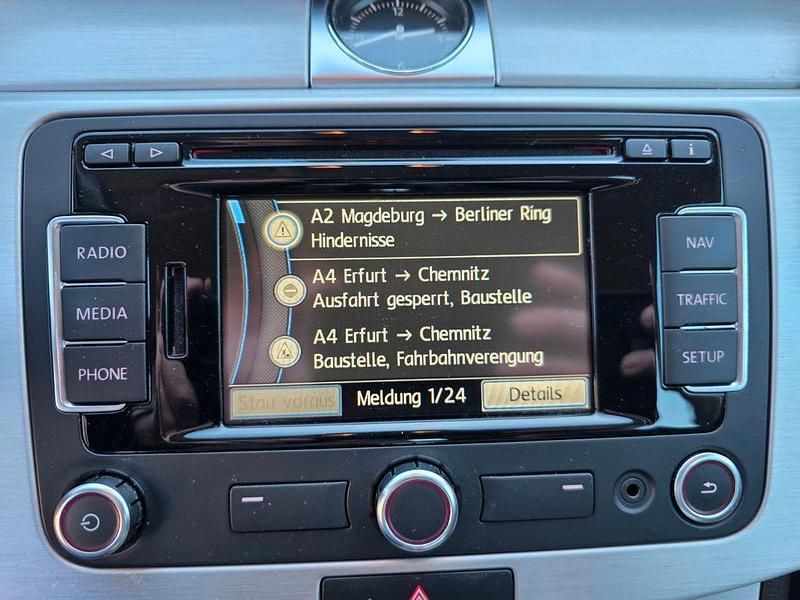 12
i
RADIO
MEDIA
PHONE
A2 Magdeburg → Berliner Ring
Hindernisse
A4 Erfurt → Chemnitz
Ausfahrt gesperrt, Baustelle
A4 Erfurt → Chemnitz
Baustelle, Fahrbahnverengung
Stau voraus
Meldung 1/24
Details
NAV
TRAFFIC
SETUP